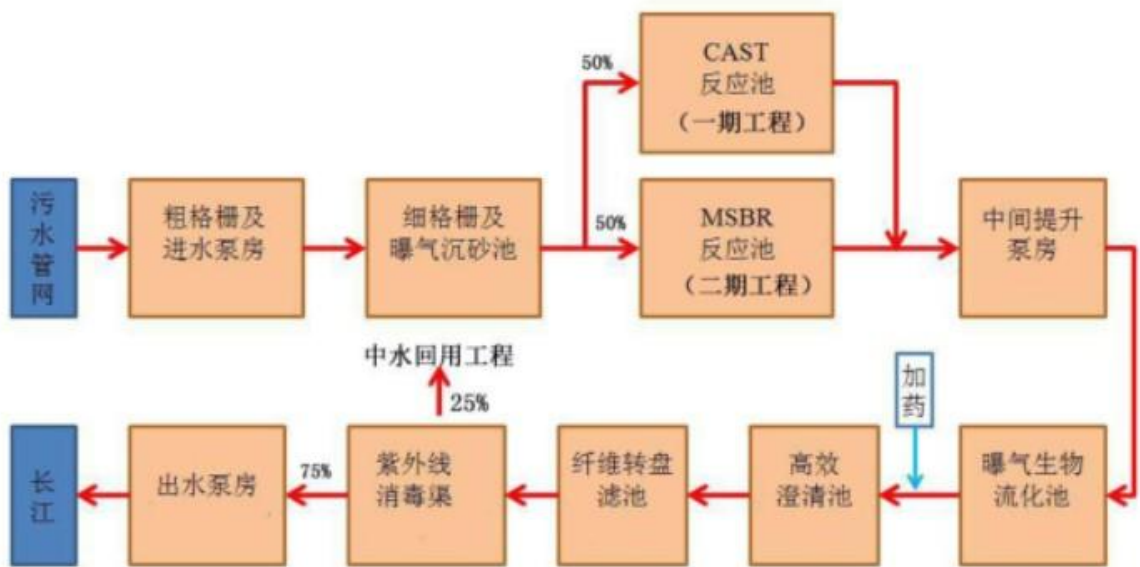 50%
CAST
反应池
（一期工程）
污水管网
粗格栅及
进水泵房
细格栅及
曝气沉砂池
50%
MSBR
反应池
（二期工程）
中间提升
泵房
中水回用工程
25%
加药
长江
出水泵房
75%
紫外线
消毒渠
纤维转盘
滤池
高效
澄清池
曝气生物
流化池